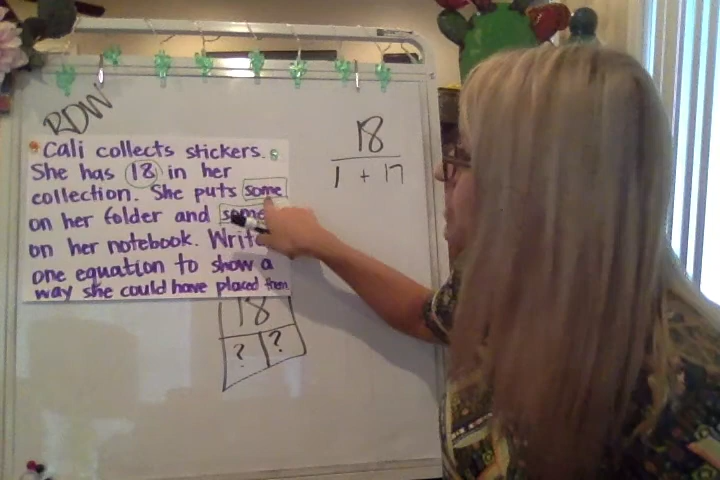 RDW
Cali collects stickers.
She has 18 in her
collection. She puts some
on her folder and some
on her notebook. Write
one equation to show a
way she could have placed them
18
1 + 17
18
? ?